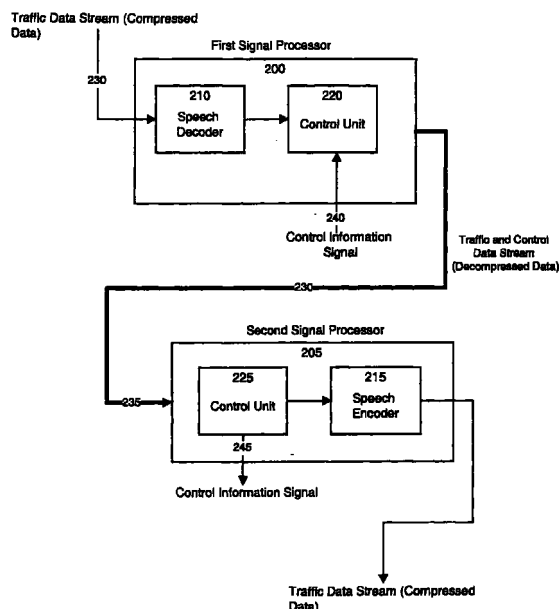 Traffic Data Stream (Compressed
Data)
First Signal Processor
200
230
210
Speech
Decoder
220
Control Unit
240
Control Information
Signal
Traffic and Control
Data Stream
(Decompressed Data)
230
Second Signal Processor
205
235
225
Control Unit
215
Speech
Encoder
245
Control Information Signal
Traffic Data Stream (Compressed
Data)